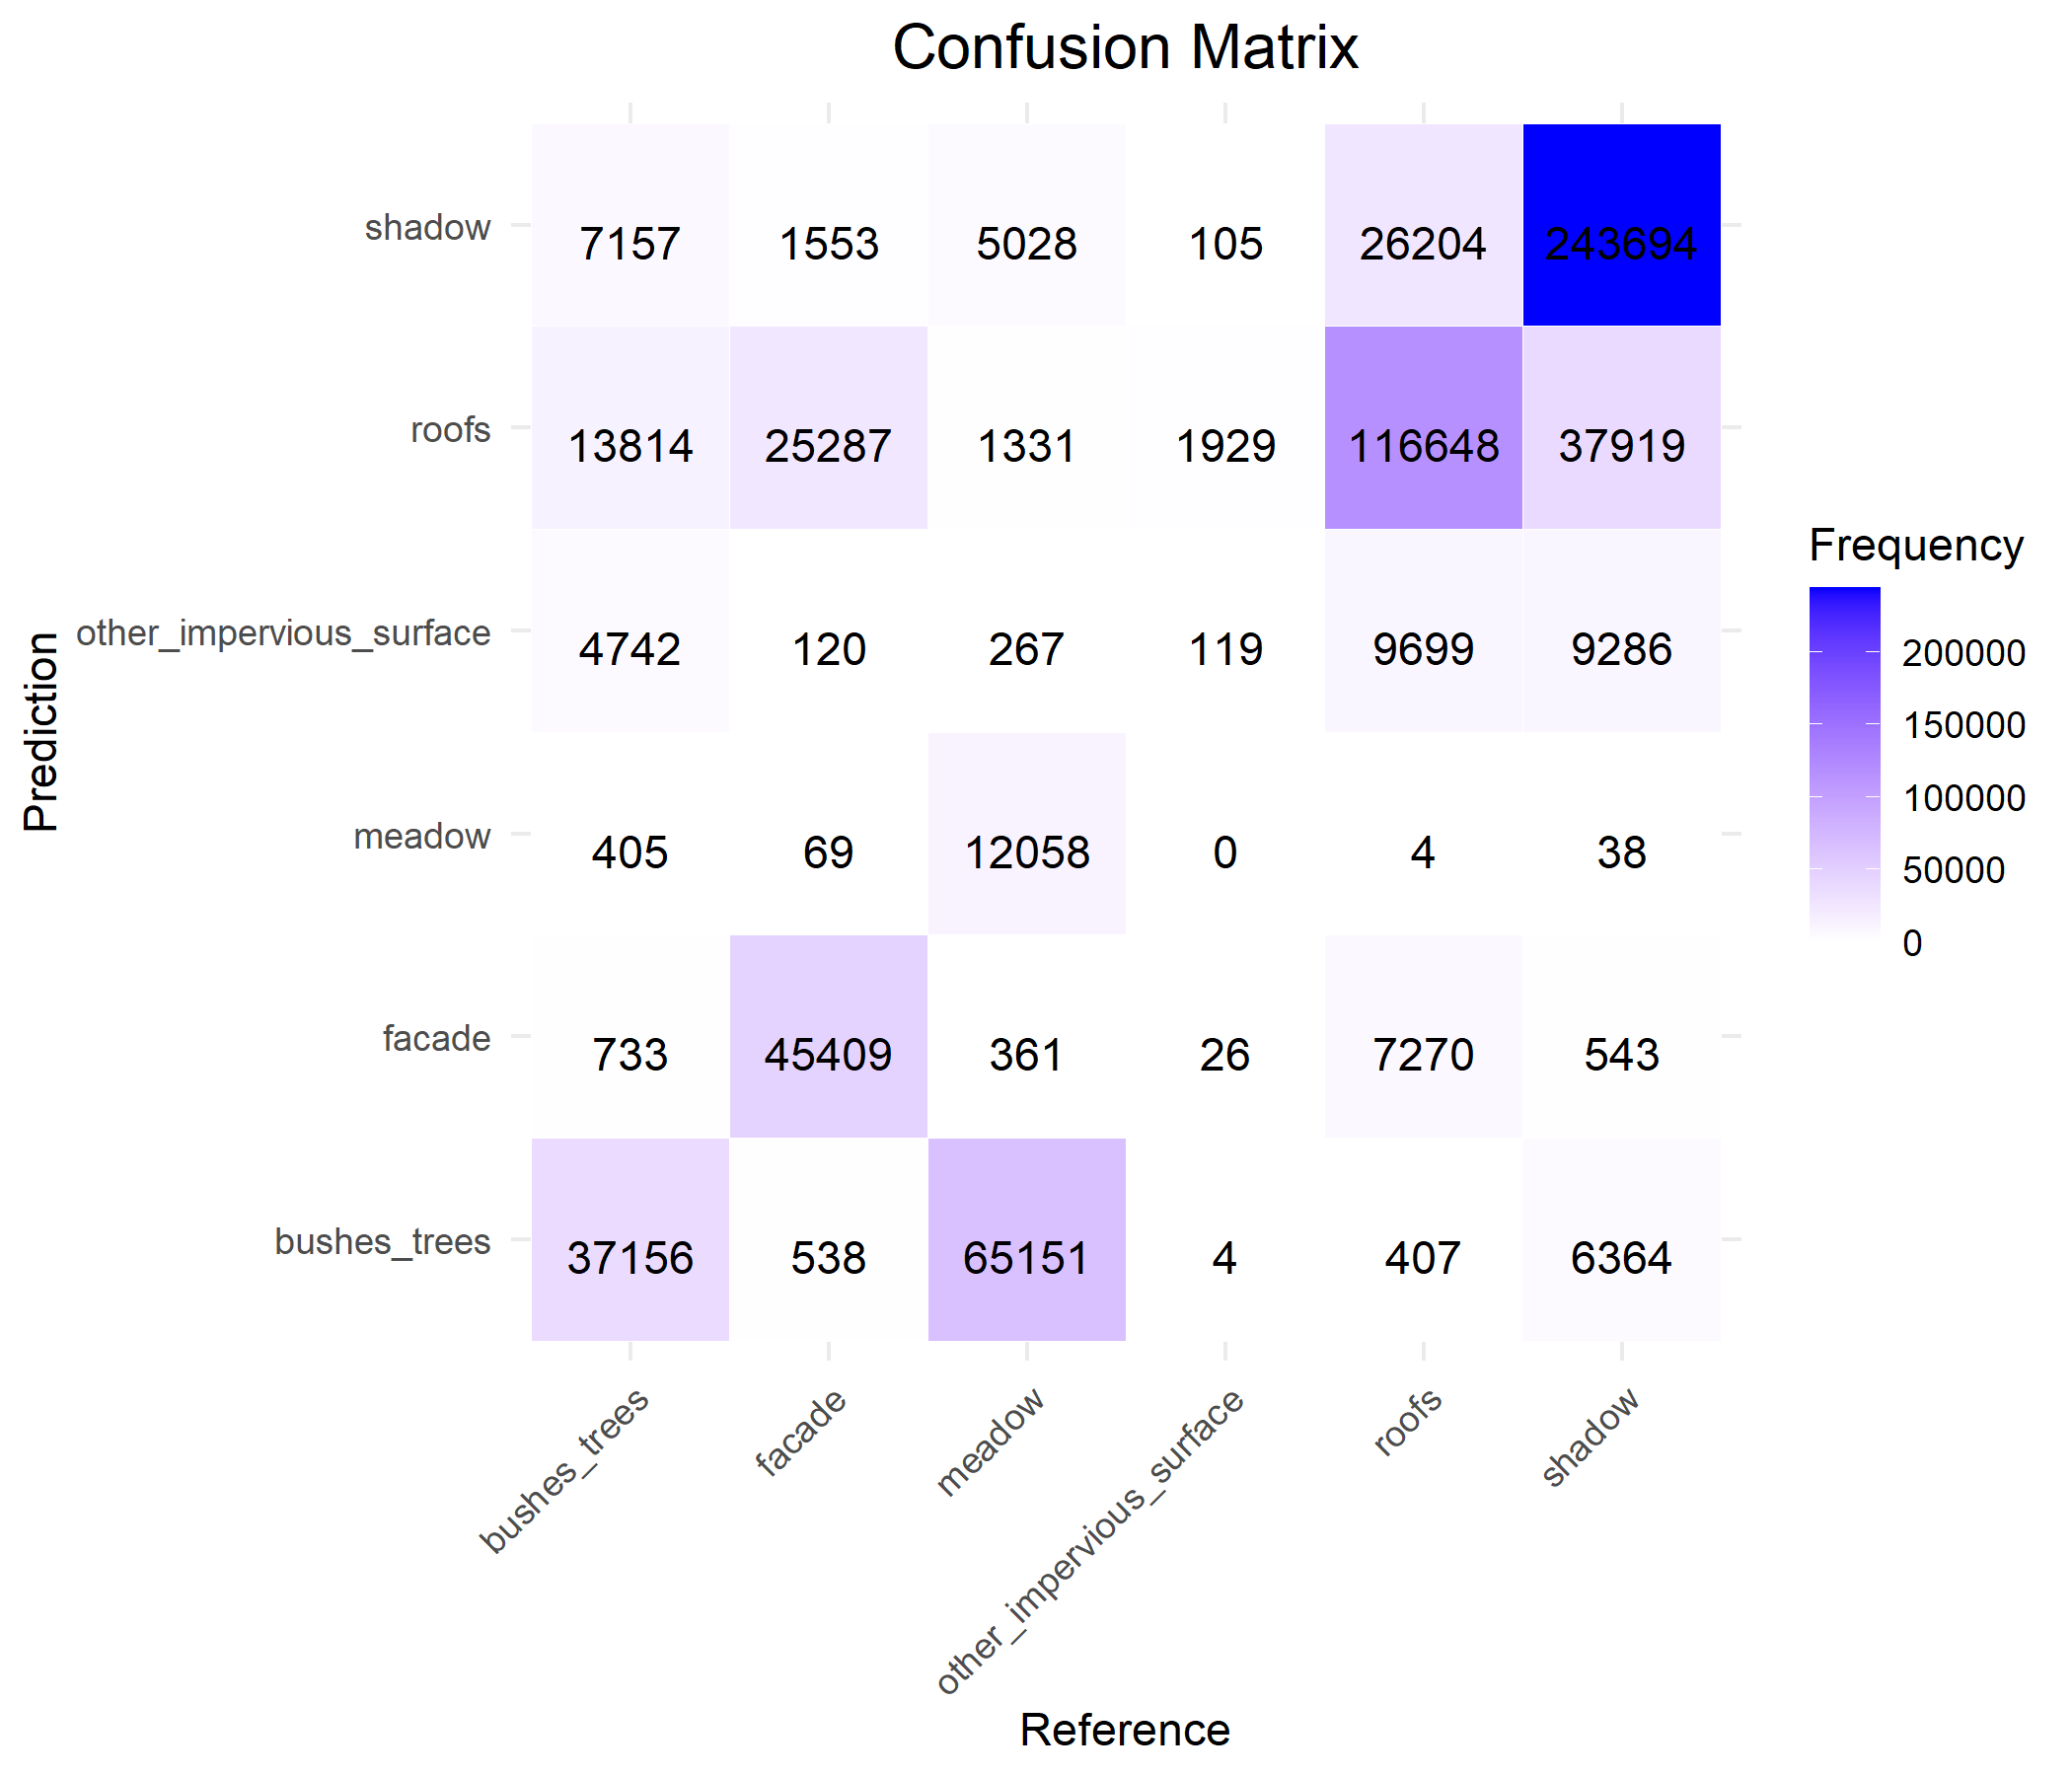 Confusion Matrix
shadow 7157 1553 5028 105 26204 243694
roofs 13814 25287 1331 1929 116648 37919
other_impervious_surface 4742 120 267 119 9699 9286
meadow 405 69 12058 0 4 38
facade 733 45409 361 26 7270 543
bushes_trees 37156 538 65151 4 407 6364
Prediction
bushes_trees facade meadow other_impervious_surface roofs shadow
Reference
Frequency
200000
150000
100000
50000
0